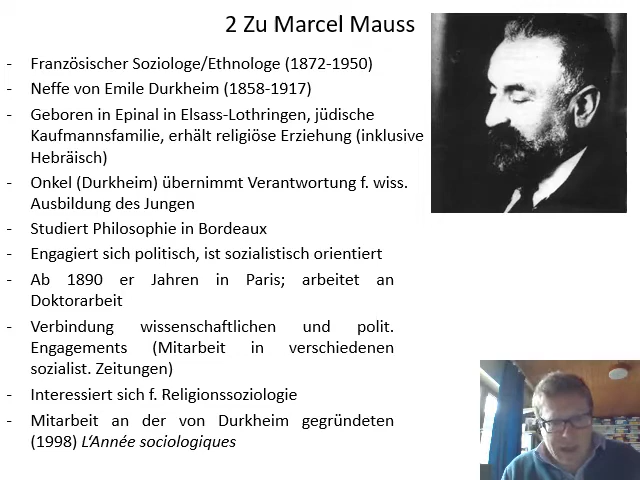 2 Zu Marcel Mauss
- Französischer Soziologe/Ethnologe (1872-1950)
- Neffe von Emile Durkheim (1858-1917)
- Geboren in Epinal in Elsass-Lothringen, jüdische
Kaufmannsfamilie, erhält religiöse Erziehung (inklusive
Hebräisch)
- Onkel (Durkheim) übernimmt Verantwortung f. wiss.
Ausbildung des Jungen
- Studiert Philosophie in Bordeaux
- Engagiert sich politisch, ist sozialistisch orientiert
- Ab 1890 er Jahren in Paris; arbeitet an
Doktorarbeit
- Verbindung wissenschaftlichen und polit.
Engagements (Mitarbeit in verschiedenen
sozialist. Zeitungen)
- Interessiert sich f. Religionssoziologie
- Mitarbeit an der von Durkheim gegründeten
(1998) L‘Année sociologiques